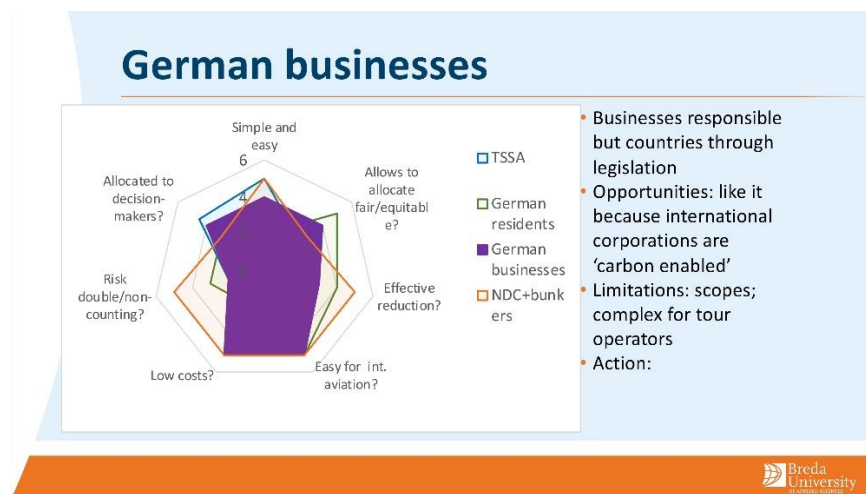 German businesses
Simple and
easy
6
4
Allocated to
decision-
makers?
Allows to
allocate
fair/equitabl
e?
Risk
double/non-
counting?
Effective
reduction?
Low costs?
Easy for int.
aviation?
TSSA
German
residents
German
businesses
NDC+bunk
ers
• Businesses responsible
but countries through
legislation
• Opportunities: like it
because international
corporations are
‘carbon enabled’
• Limitations: scopes;
complex for tour
operators
• Action:
Breda
University